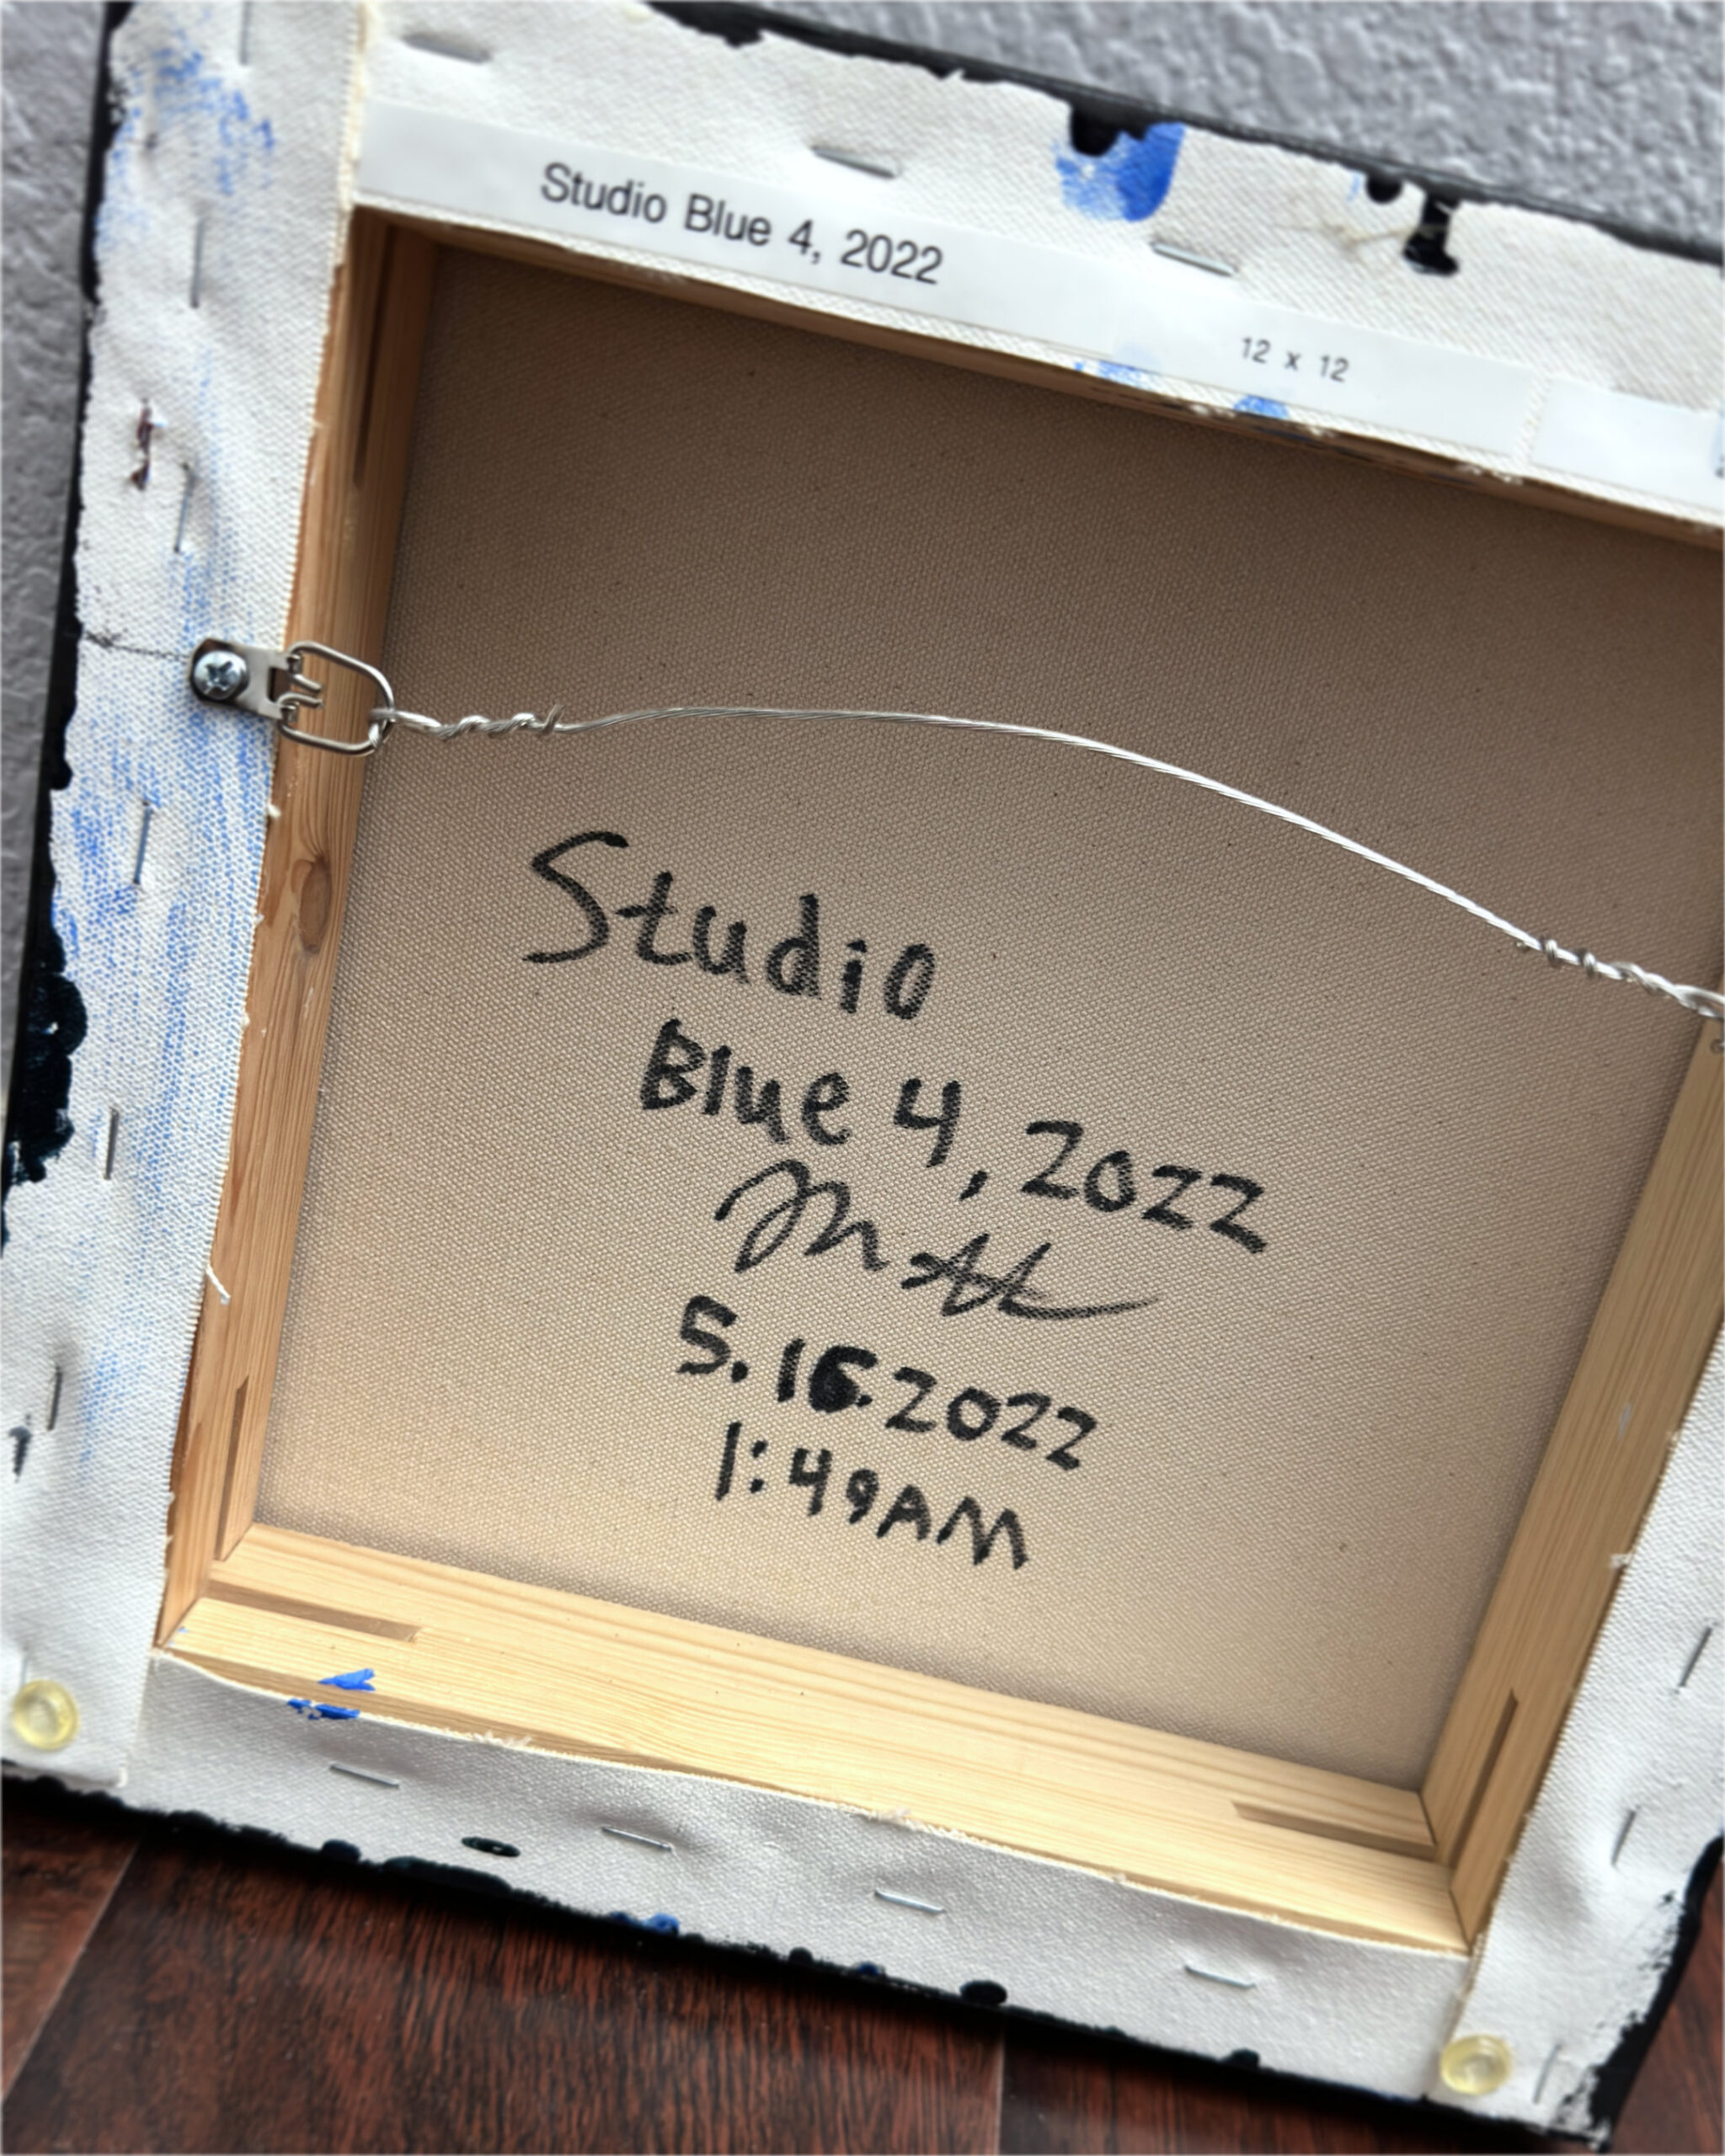 Studio Blue 4, 2022
12 x 12
Studio
Blue 4, 2022
5.16.2022
1:49AM